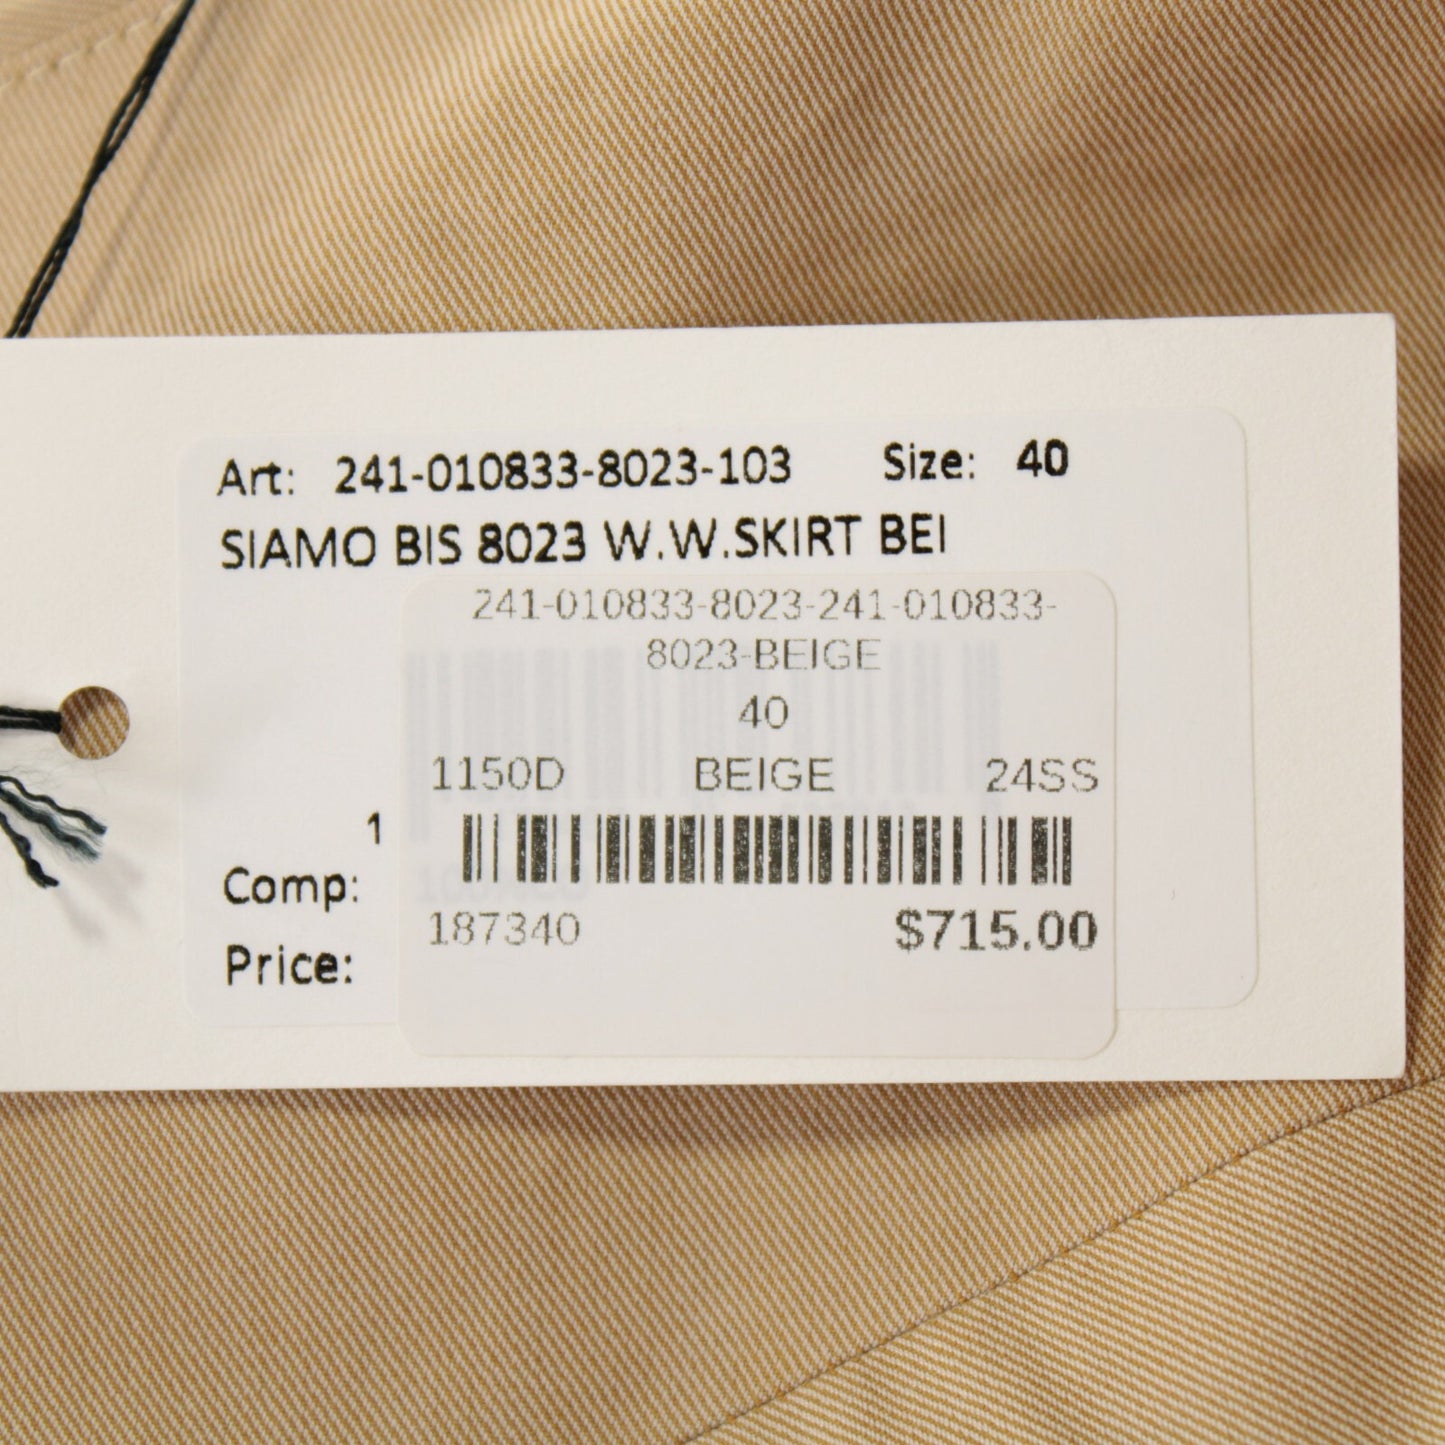 Art: 241-010833-8023-103 Size: 40
SIAMO BIS 8023 W.W.SKIRT BEI
241-010833-8023-241-010833-
8023-BEIGE
40
1150D BEIGE 24SS
1
Comp:
187340 $715.00
Price: